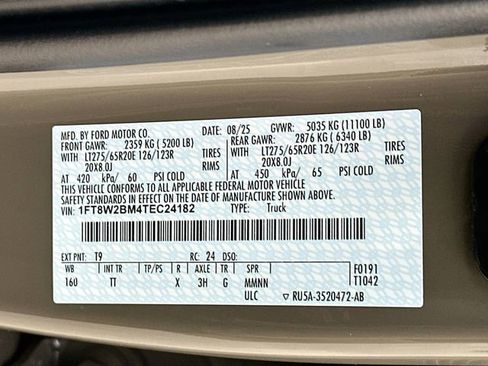 MFD. BY FORD MOTOR CO.
08/25 GVWR: 5035 KG (11100 LB)
FRONT GAWR: 2359 KG ( 5200 LB) REAR GAWR: 2876 KG ( 6340 LB)
WITH LT275/65R20E 126/123R TIRES WITH LT275/65R20E 126/123R TIRES
20X8.0J RIMS 20X8.0J RIMS
AT 420 kPa/ 60 PSI COLD AT 450 kPa/ 65 PSI COLD
THIS VEHICLE CONFORMS TO ALL APPLICABLE FEDERAL MOTOR VEHICLE
SAFETY STANDARDS IN EFFECT ON THE DATE OF MANUFACTURE SHOWN ABOVE.
VIN: 1FT8W2BM4TEC24182 TYPE: Truck
EXT PNT: T9 RC: 24 DSO:
WB INT TR TP/PS R AXLE TR SPR F0191
160 TT X 3H G MMNN T1042
ULC ▽ RU5A-3520472-AB